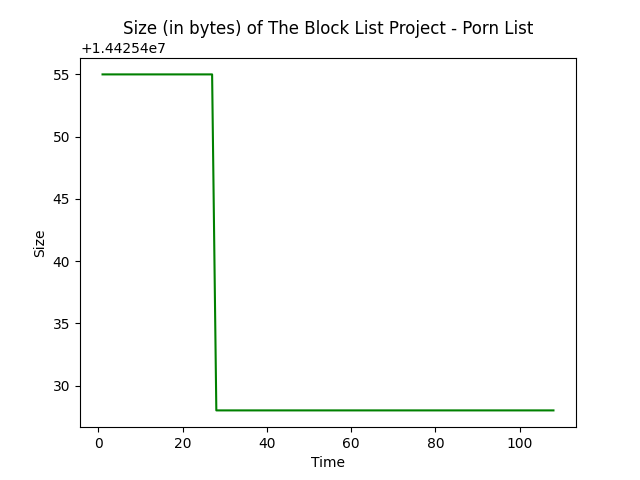 Size (in bytes) of The Block List Project - Porn List
+1.44254e7
55
50
45
40
35
30
Size
0 20 40 60 80 100
Time